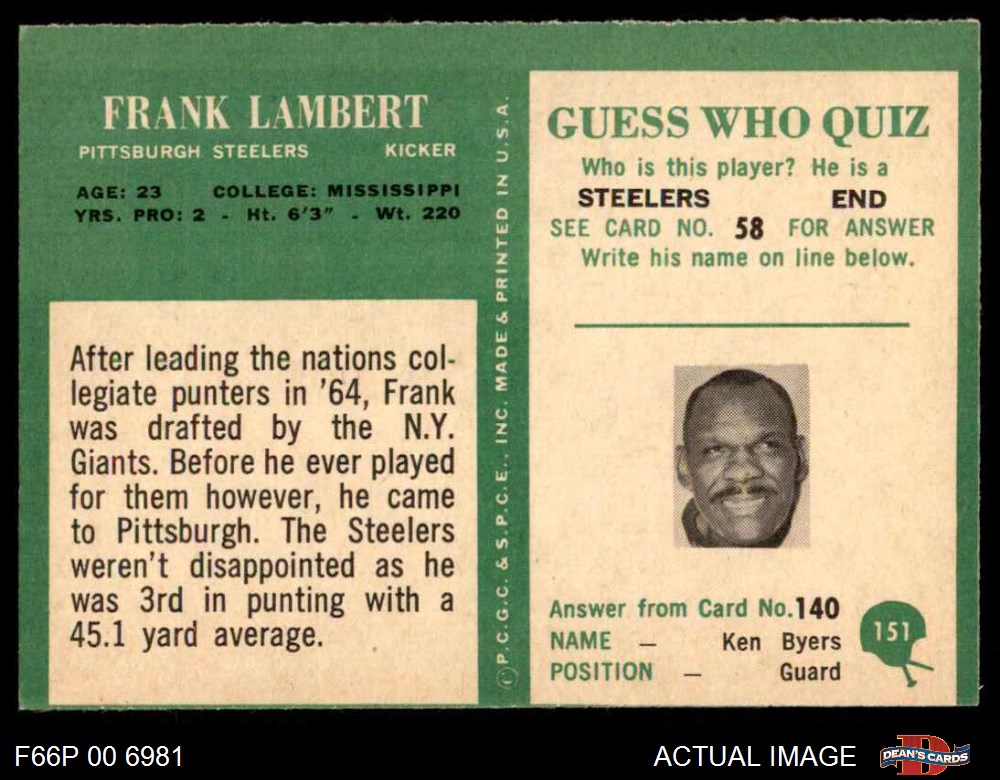 FRANK LAMBERT
PITTSBURGH STEELERS KICKER
AGE: 23 COLLEGE: MISSISSIPPI
YRS. PRO: 2 - Ht. 6'3" - Wt. 220
After leading the nations col-
legiate punters in '64, Frank
was drafted by the N.Y.
Giants. Before he ever played
for them however, he came
to Pittsburgh. The Steelers
weren't disappointed as he
was 3rd in punting with a
45.1 yard average.
© P.C.G.C. & S.P.C.E., INC. MADE & PRINTED IN U.S.A.
GUESS WHO QUIZ
Who is this player? He is a
STEELERS END
SEE CARD NO. 58 FOR ANSWER
Write his name on line below.
Answer from Card No. 140
NAME — Ken Byers
POSITION — Guard
151
F66P 00 6981
ACTUAL IMAGE
DEAN'S CARDS